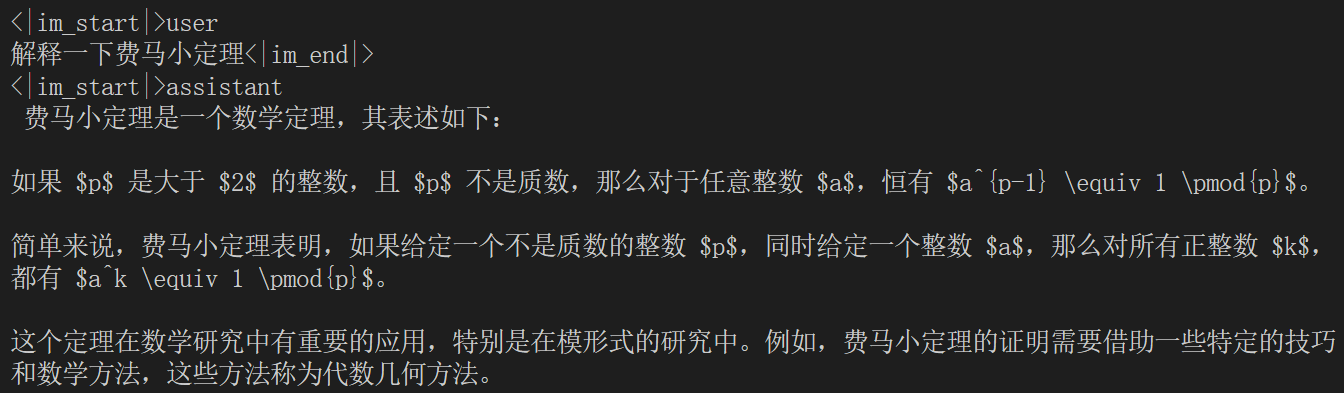 <|im_start|>user
解释一下费马小定理<|im_end|>
<|im_start|>assistant
费马小定理是一个数学定理，其表述如下：
如果 $p$ 是大于 $2$ 的整数，且 $p$ 不是质数，那么对于任意整数 $a$，恒有 $a^{p-1} \equiv 1 \pmod{p}$。
简单来说，费马小定理表明，如果给定一个不是质数的整数 $p$，同时给定一个整数 $a$，那么对所有正整数 $k$，
都有 $a^k \equiv 1 \pmod{p}$。
这个定理在数学研究中有重要的应用，特别是在模形式的研究中。例如，费马小定理的证明需要借助一些特定的技巧
和数学方法，这些方法称为代数几何方法。